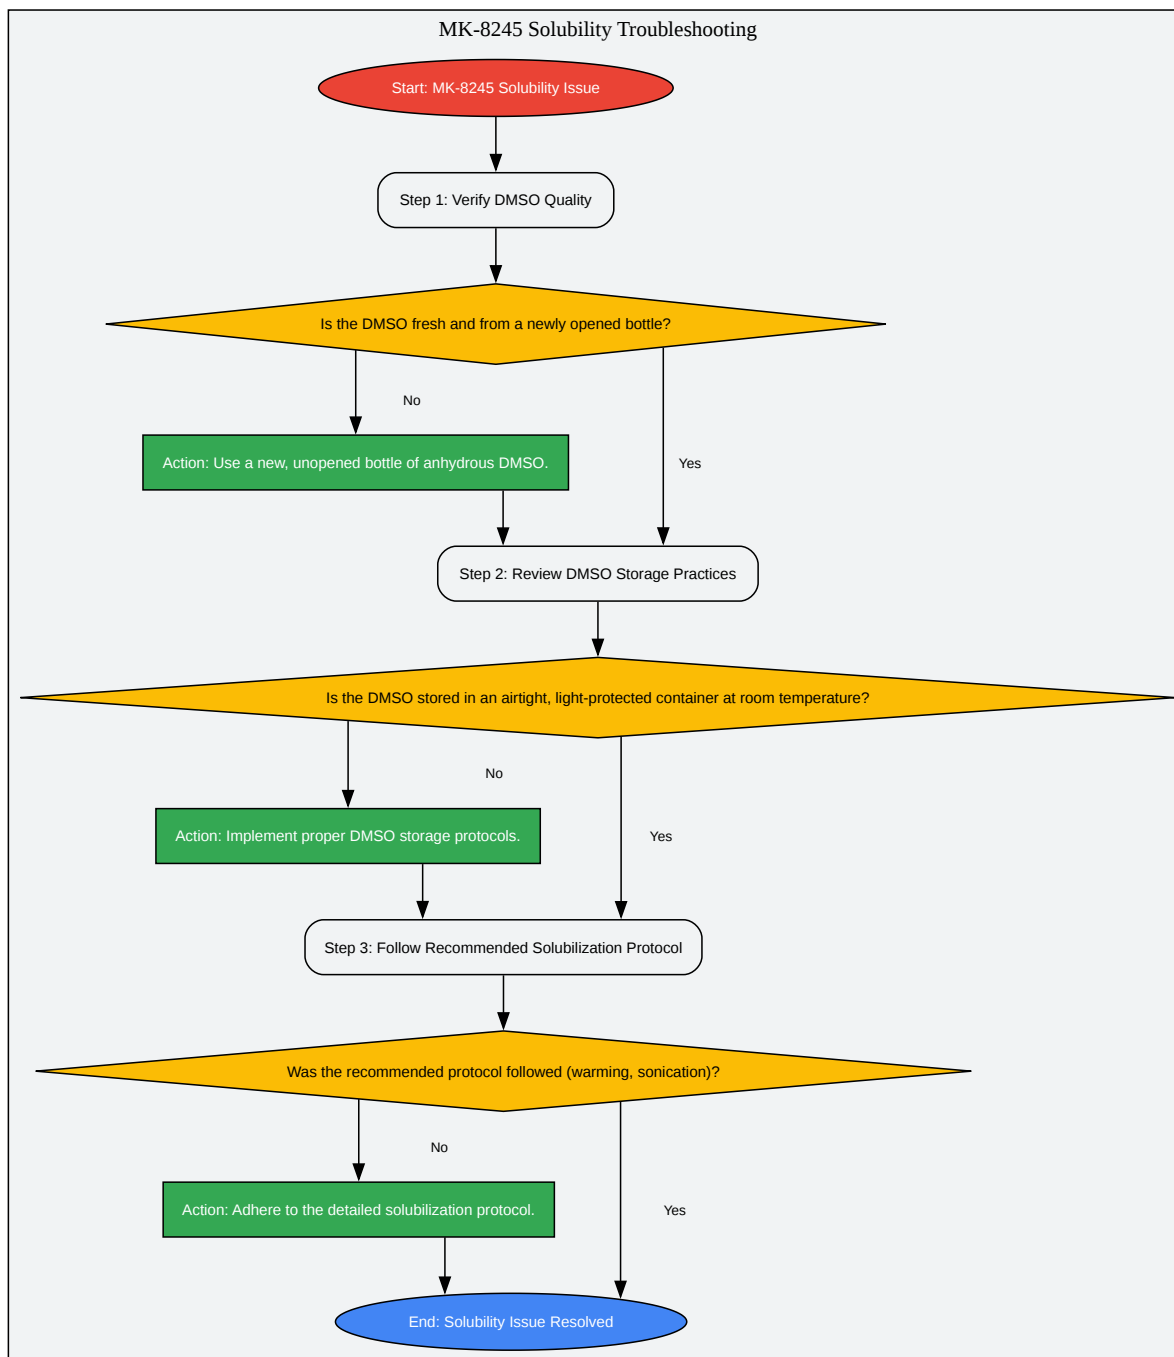 MK-8245 Solubility Troubleshooting
Start: MK-8245 Solubility Issue
Step 1: Verify DMSO Quality
Is the DMSO fresh and from a newly opened bottle?
No
Action: Use a new, unopened bottle of anhydrous DMSO.
Yes
Step 2: Review DMSO Storage Practices
Is the DMSO stored in an airtight, light-protected container at room temperature?
No
Action: Implement proper DMSO storage protocols.
Yes
Step 3: Follow Recommended Solubilization Protocol
Was the recommended protocol followed (warming, sonication)?
No
Action: Adhere to the detailed solubilization protocol.
Yes
End: Solubility Issue Resolved